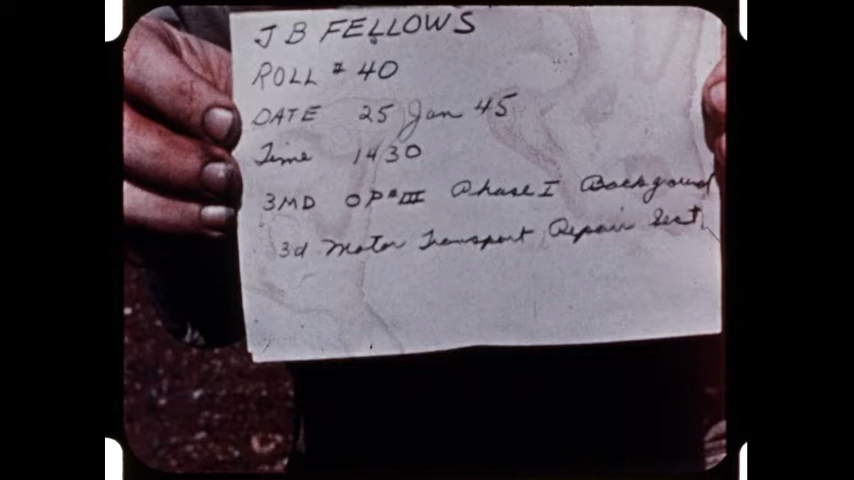 J B FELLOWS
ROLL # 40
DATE 25 Jan 45
Time 1430
3MD OP#III Phase I Background
3d Motor Transport Repair Sect